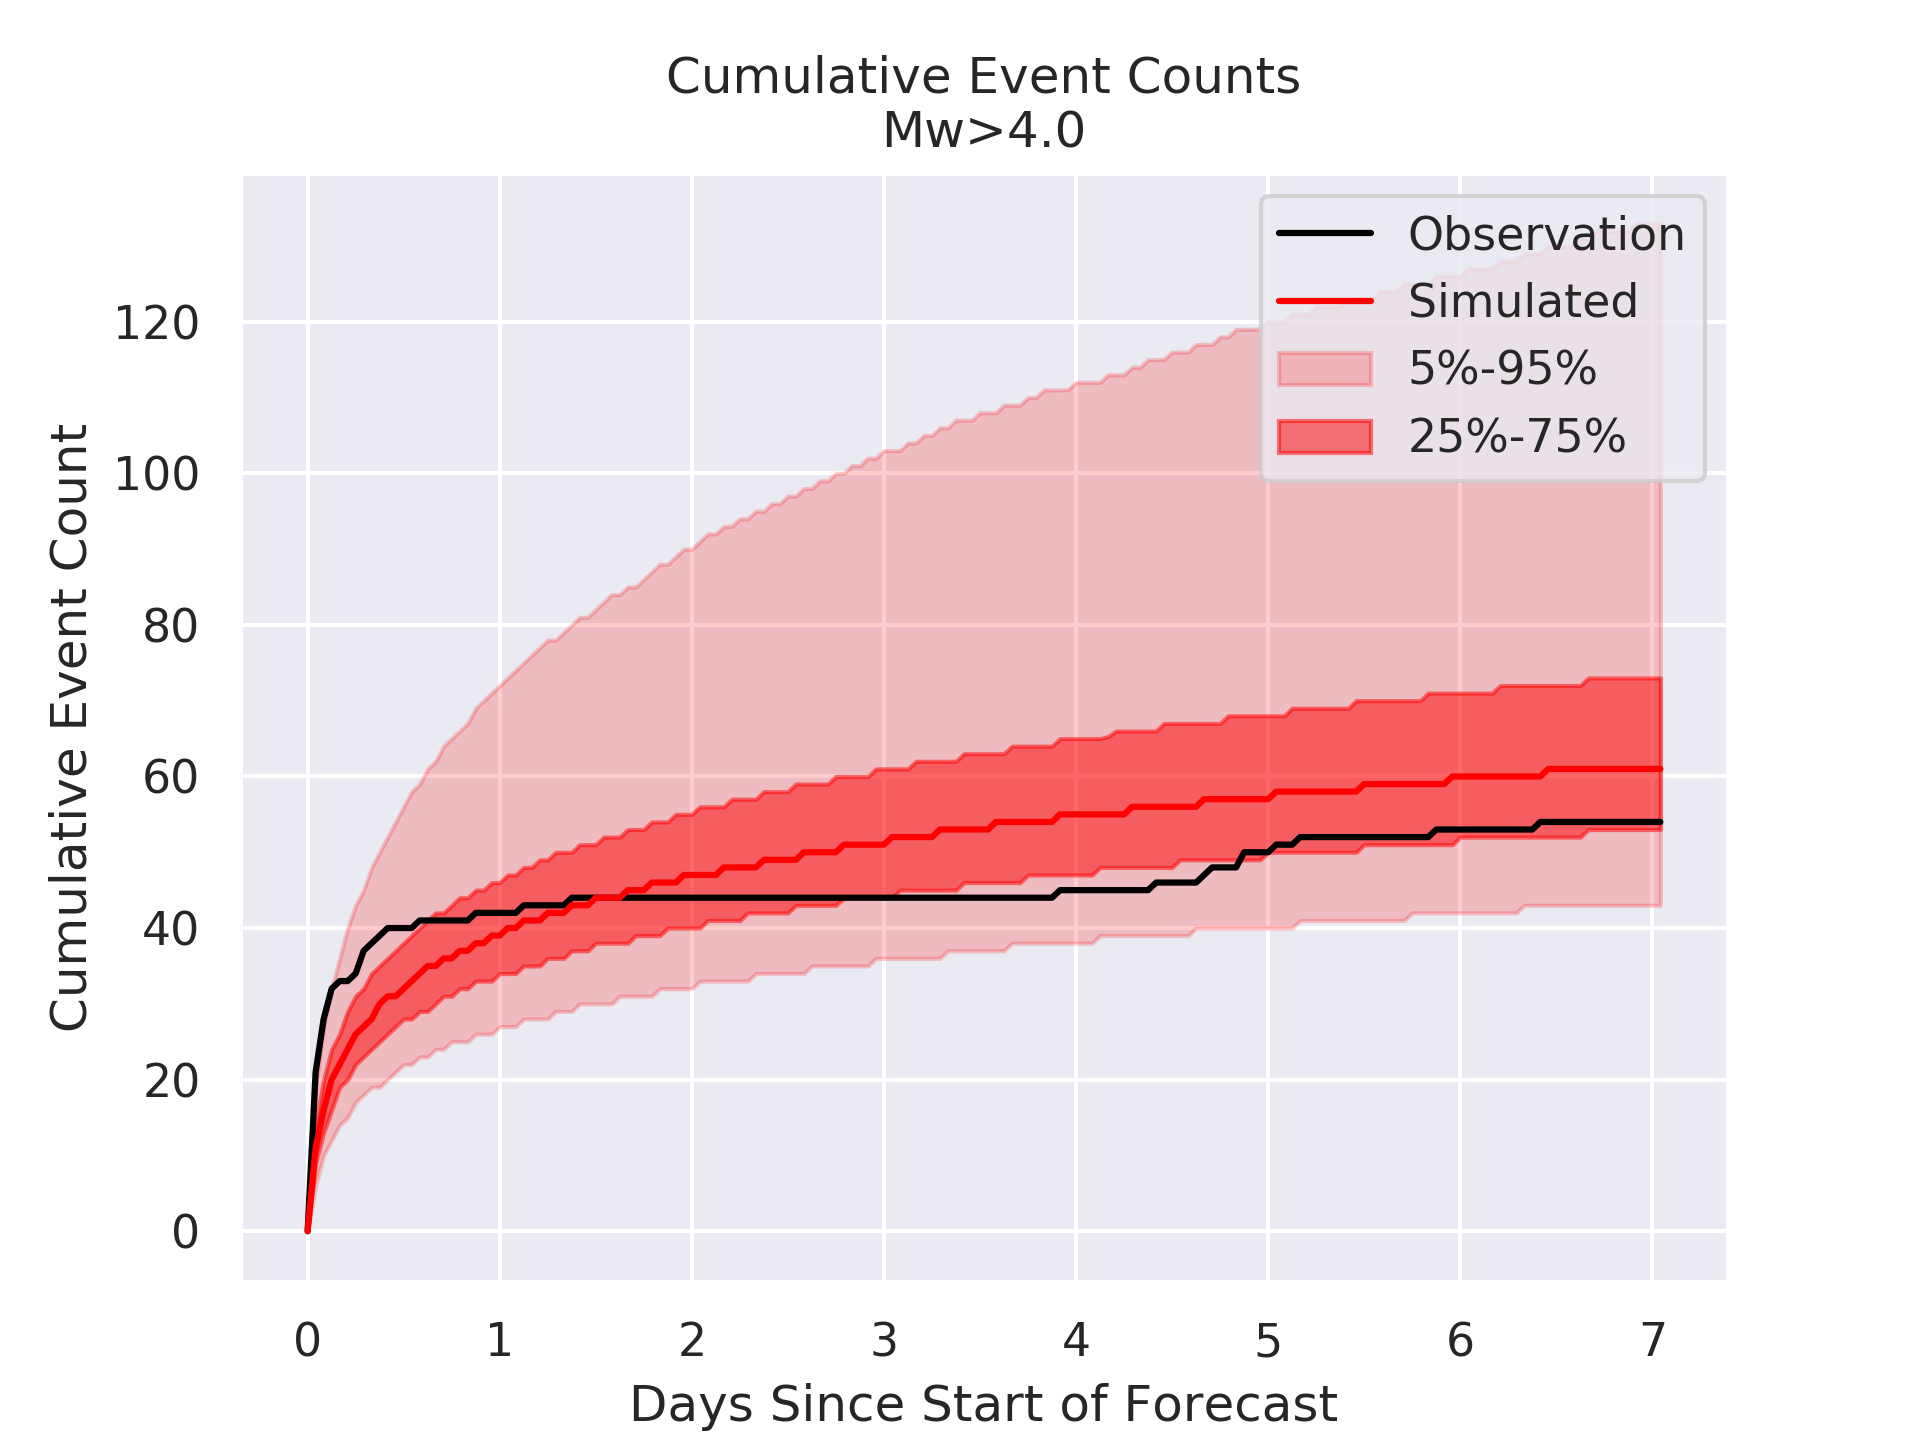 Cumulative Event Counts
Mw>4.0
Observation
Simulated
5%-95%
25%-75%
Cumulative Event Count
120
100
80
60
40
20
0
0 1 2 3 4 5 6 7
Days Since Start of Forecast